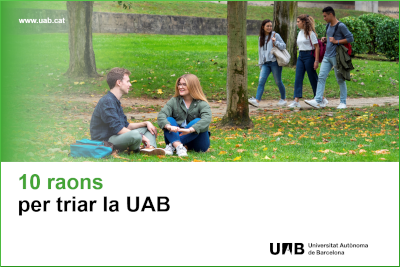 www.uab.cat
10 raons
per triar la UAB
UAB Universitat Autònoma
de Barcelona